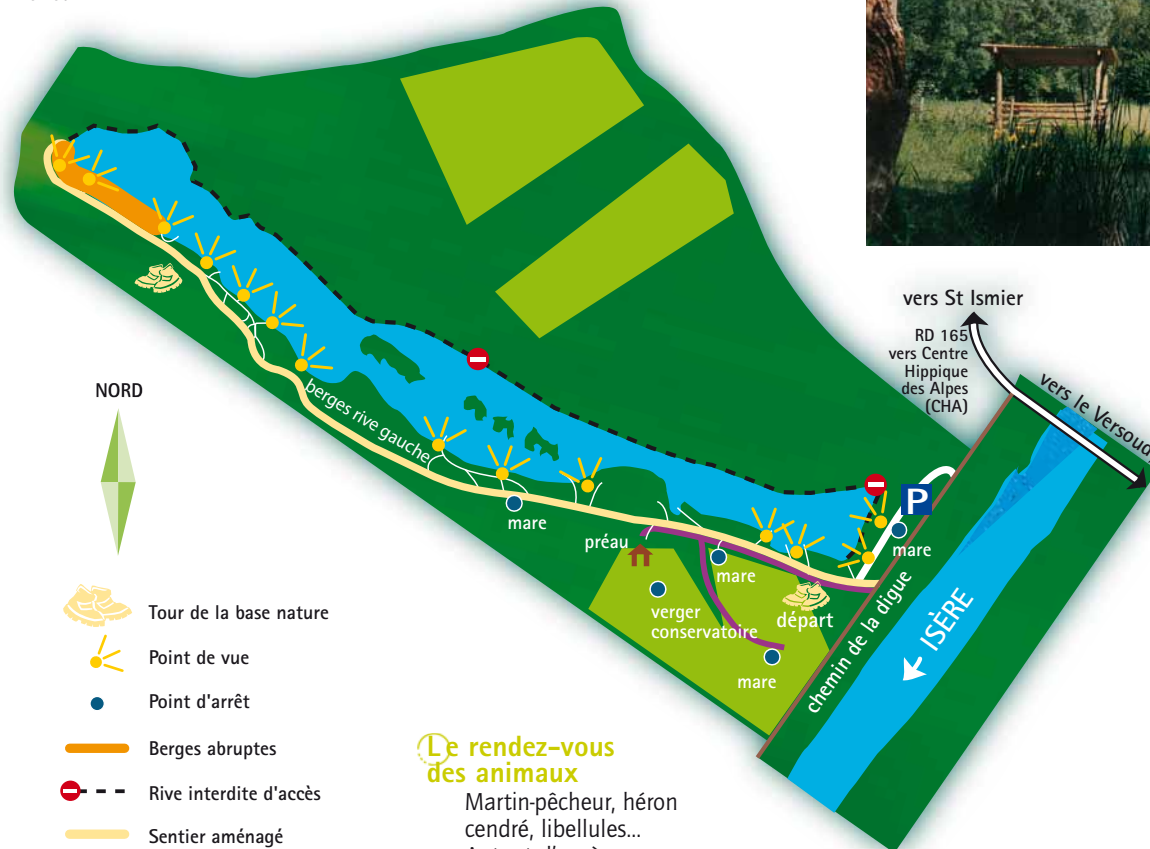 vers St Ismier
RD 165
vers Centre
Hippique
des Alpes
(CHA)
vers le Versoud
NORD
berges rive gauche
P
mare
préau
mare
mare
verger
conservatoire
départ
mare
chemin de la digue
ISÈRE
Tour de la base nature
Point de vue
Point d'arrêt
Berges abruptes
Rive interdite d'accès
Sentier aménagé
Le rendez-vous
des animaux
Martin-pêcheur, héron
cendré, libellules...